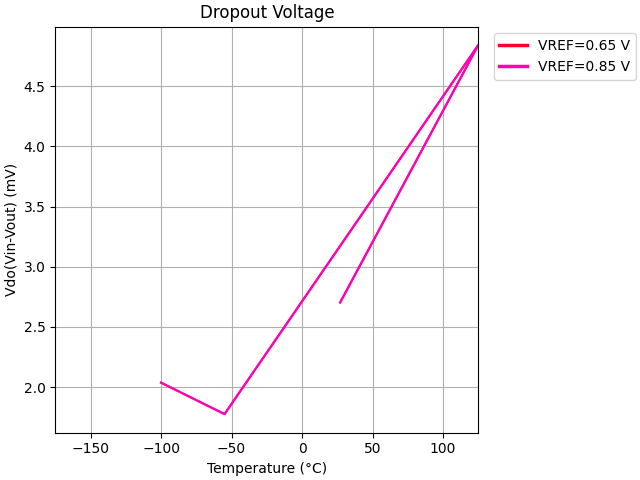 Dropout Voltage
VREF=0.65 V
VREF=0.85 V
Vdo(Vin-Vout) (mV)
4.5
4.0
3.5
3.0
2.5
2.0
−150
−100
−50
0
50
100
Temperature (°C)